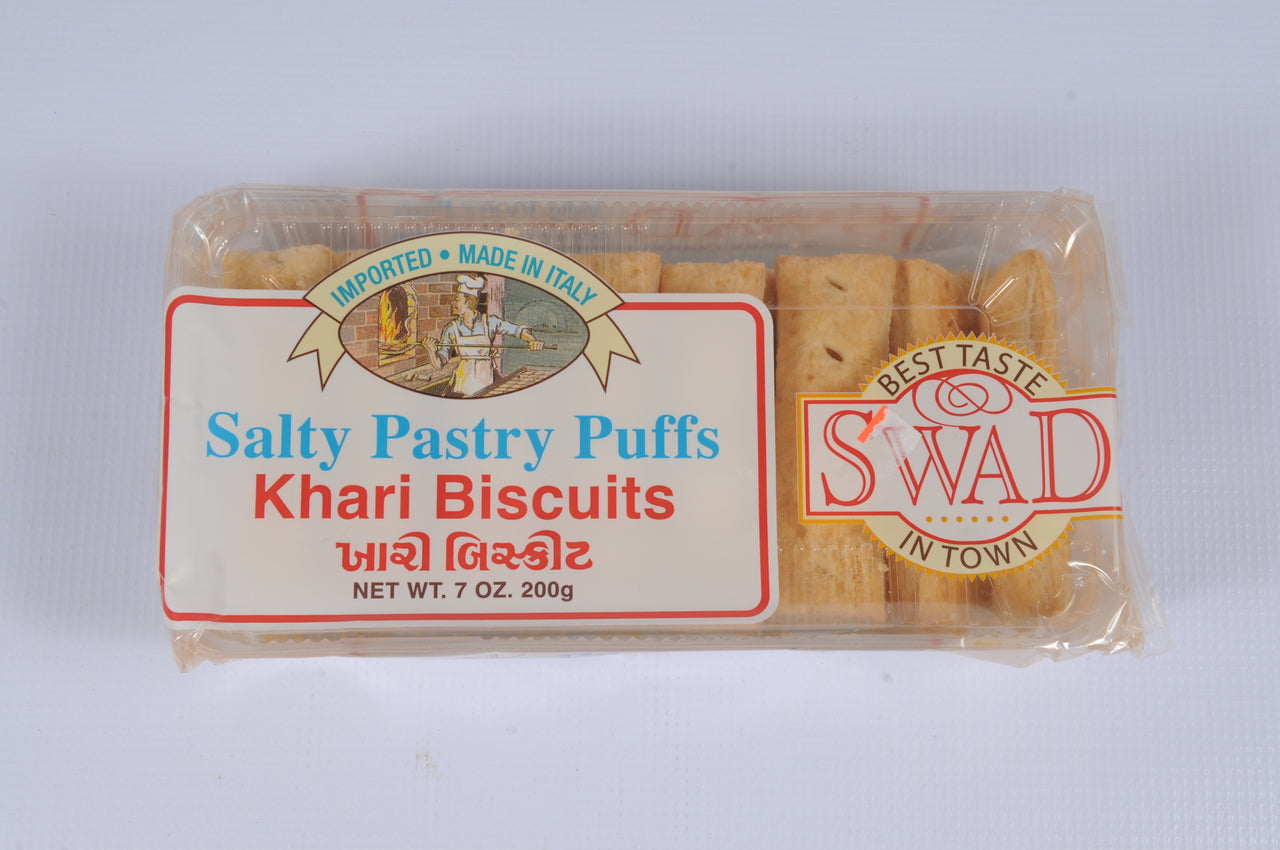 IMPORTED • MADE IN ITALY
Salty Pastry Puffs
Khari Biscuits
ખારી બિસ્કીટ
NET WT. 7 OZ. 200g
BEST TASTE
SWAD
IN TOWN